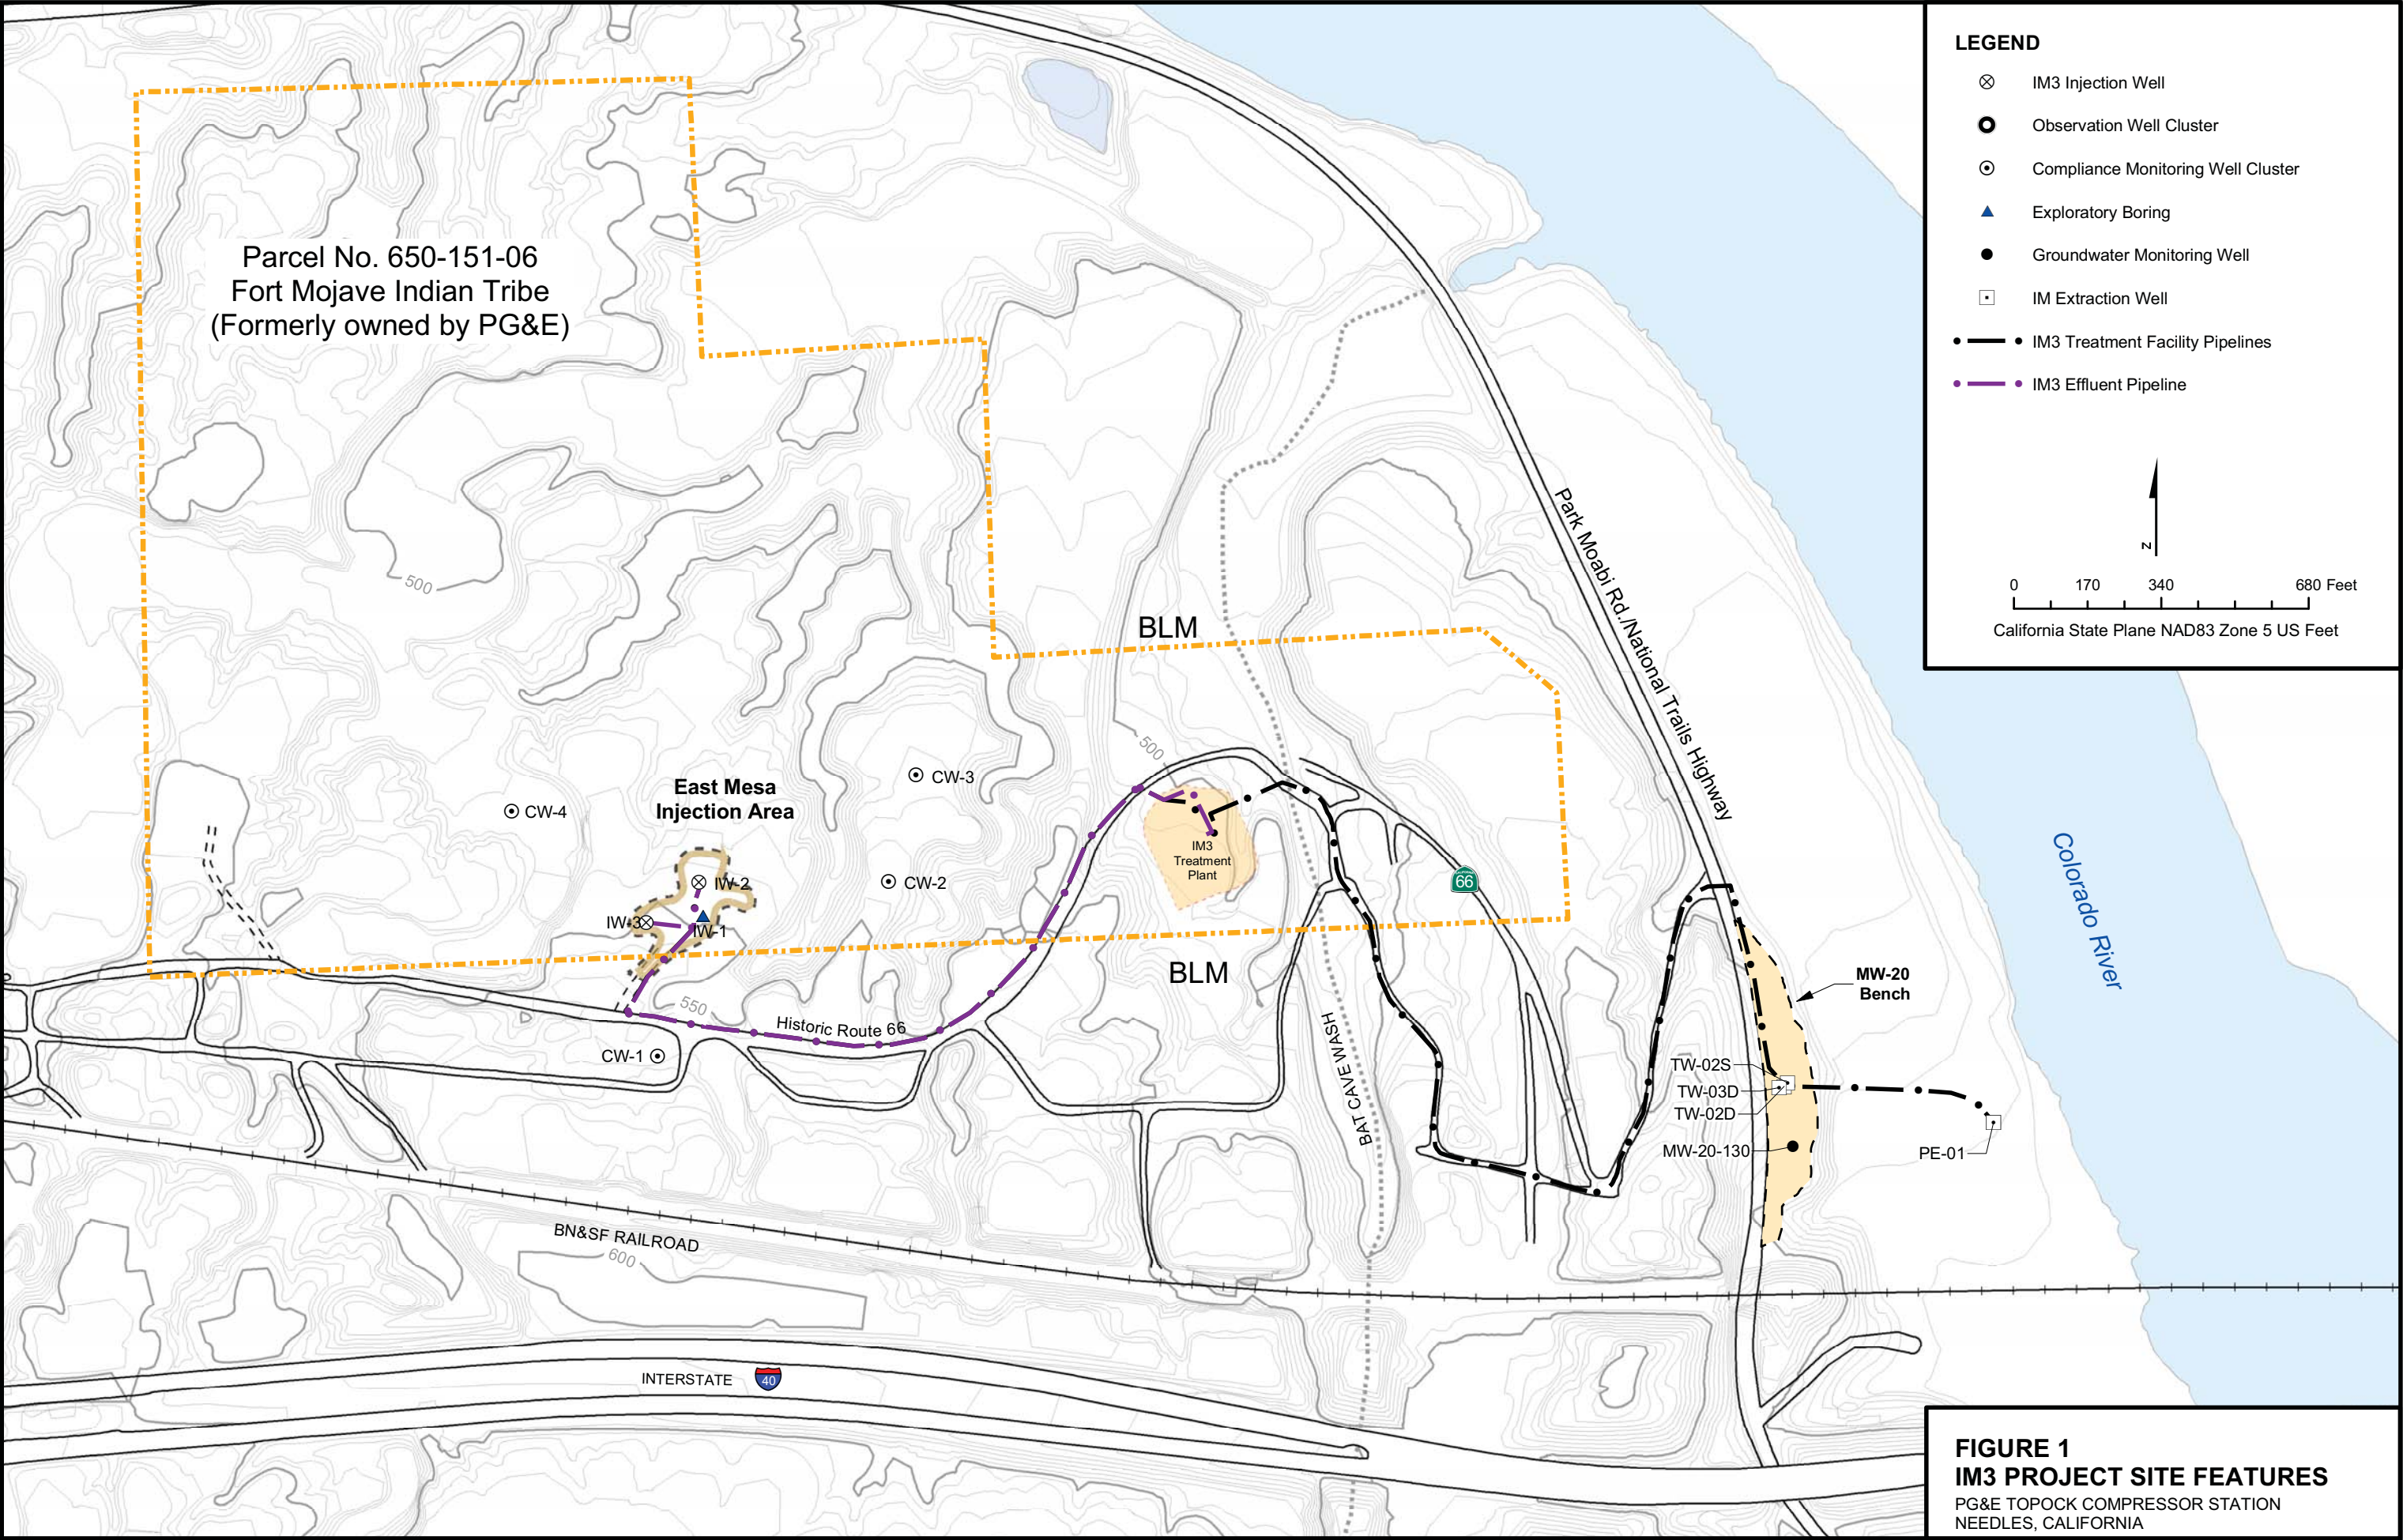 Parcel No. 650-151-06
Fort Mojave Indian Tribe
(Formerly owned by PG&E)
500
BLM
Park Moabi Rd./National Trails Highway
500
CW-3
East Mesa
Injection Area
CW-4
IM3
Treatment
Plant
CW-2
IW-2
66
IW-3
IW-1
BLM
Colorado River
MW-20
Bench
550
Historic Route 66
CW-1
BAT CAVE WASH
TW-02S
TW-03D
TW-02D
MW-20-130
PE-01
BN&SF RAILROAD
600
INTERSTATE
40
LEGEND
IM3 Injection Well
Observation Well Cluster
Compliance Monitoring Well Cluster
Exploratory Boring
Groundwater Monitoring Well
IM Extraction Well
IM3 Treatment Facility Pipelines
IM3 Effluent Pipeline
N
0 170 340 680 Feet
California State Plane NAD83 Zone 5 US Feet
FIGURE 1
IM3 PROJECT SITE FEATURES
PG&E TOPOCK COMPRESSOR STATION
NEEDLES, CALIFORNIA